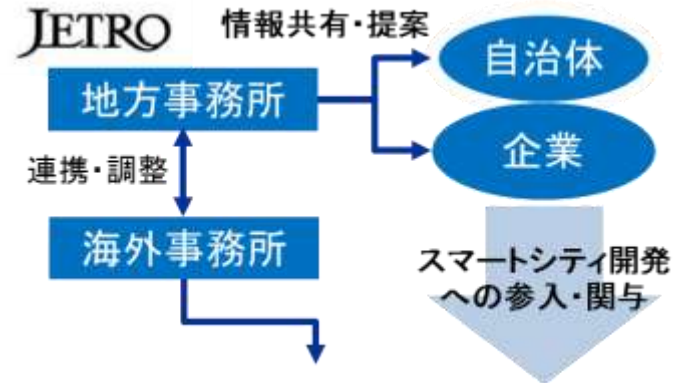 JETRO
情報共有・提案
自治体
地方事務所
企業
連携・調整
海外事務所
スマートシティ開発
への参入・関与